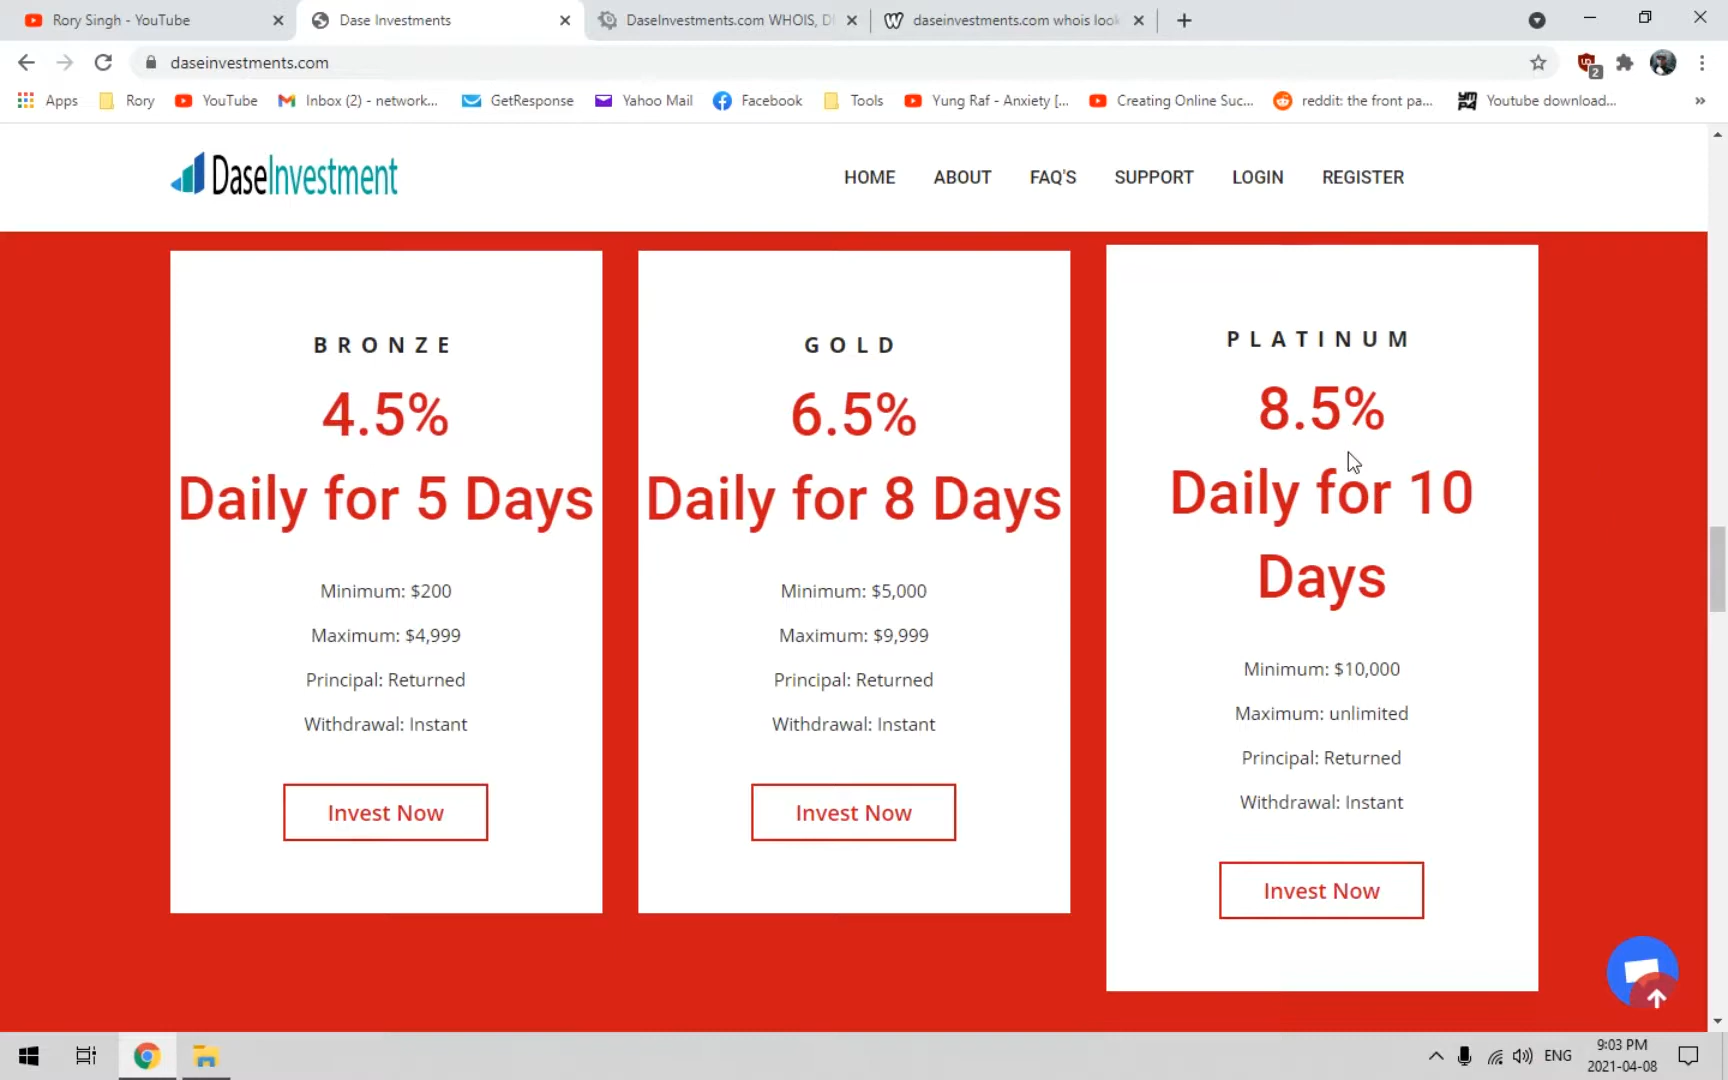 Rory Singh - YouTube
Dase Investments
DaseInvestments.com WHOIS, D
daseinvestments.com whois loo
daseinvestments.com
2
Apps
Rory
YouTube
Inbox (2) - network...
GetResponse
Yahoo Mail
Facebook
Tools
Yung Raf - Anxiety [...
Creating Online Suc...
reddit: the front pa...
Youtube download...
DaseInvestment
HOME
ABOUT
FAQ'S
SUPPORT
LOGIN
REGISTER
BRONZE
4.5%
Daily for 5 Days
Minimum: $200
Maximum: $4,999
Principal: Returned
Withdrawal: Instant
Invest Now
GOLD
6.5%
Daily for 8 Days
Minimum: $5,000
Maximum: $9,999
Principal: Returned
Withdrawal: Instant
Invest Now
PLATINUM
8.5%
Daily for 10
Days
Minimum: $10,000
Maximum: unlimited
Principal: Returned
Withdrawal: Instant
Invest Now
ENG
9:03 PM
2021-04-08